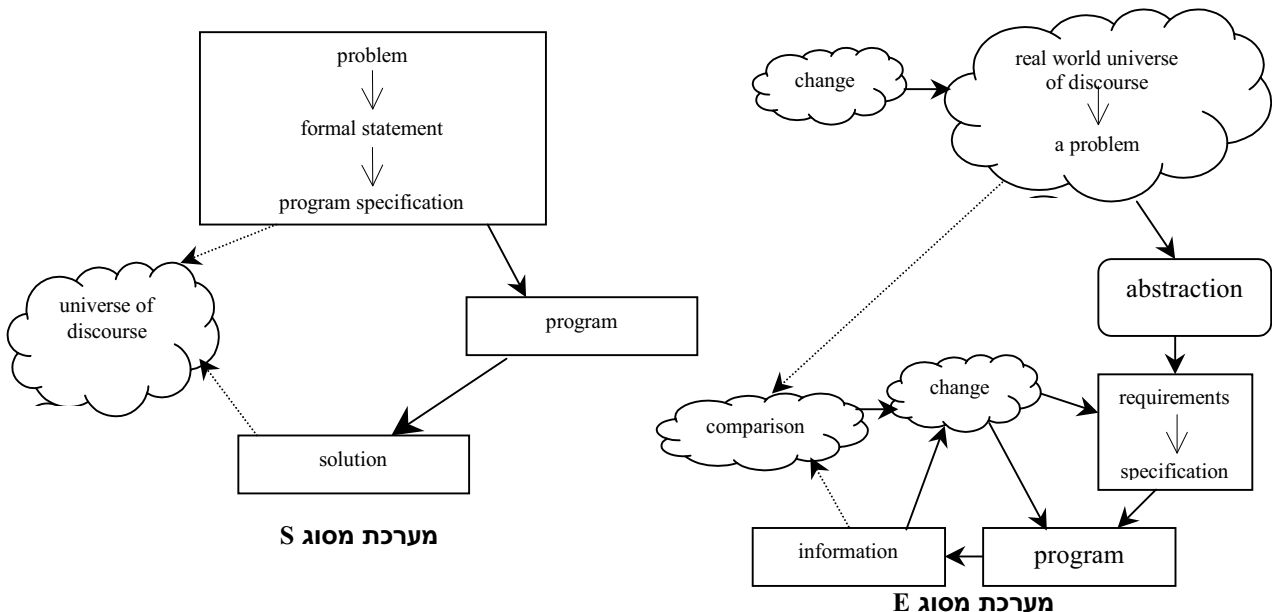 problem
formal statement
program specification
universe of
discourse
program
solution
מערכת מסוג S
change
real world universe
of discourse
a problem
abstraction
change
requirements
comparison
specification
information
program
מערכת מסוג E